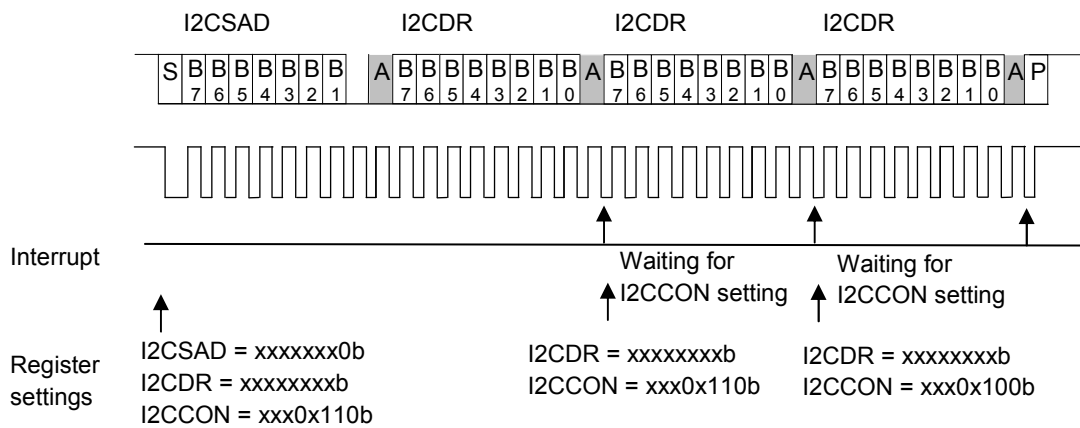 I2CSAD I2CDR I2CDR I2CDR
S B7 B6 B5 B4 B3 B2 B1 A B7 B6 B5 B4 B3 B2 B1 B0 A B7 B6 B5 B4 B3 B2 B1 B0 A B7 B6 B5 B4 B3 B2 B1 B0 A P
Interrupt
Waiting for
I2CCON setting
Waiting for
I2CCON setting
Register
settings
I2CSAD = xxxxxxx0b
I2CDR = xxxxxxxxb
I2CCON = xxx0x110b
I2CDR = xxxxxxxxb
I2CCON = xxx0x110b
I2CDR = xxxxxxxxb
I2CCON = xxx0x100b